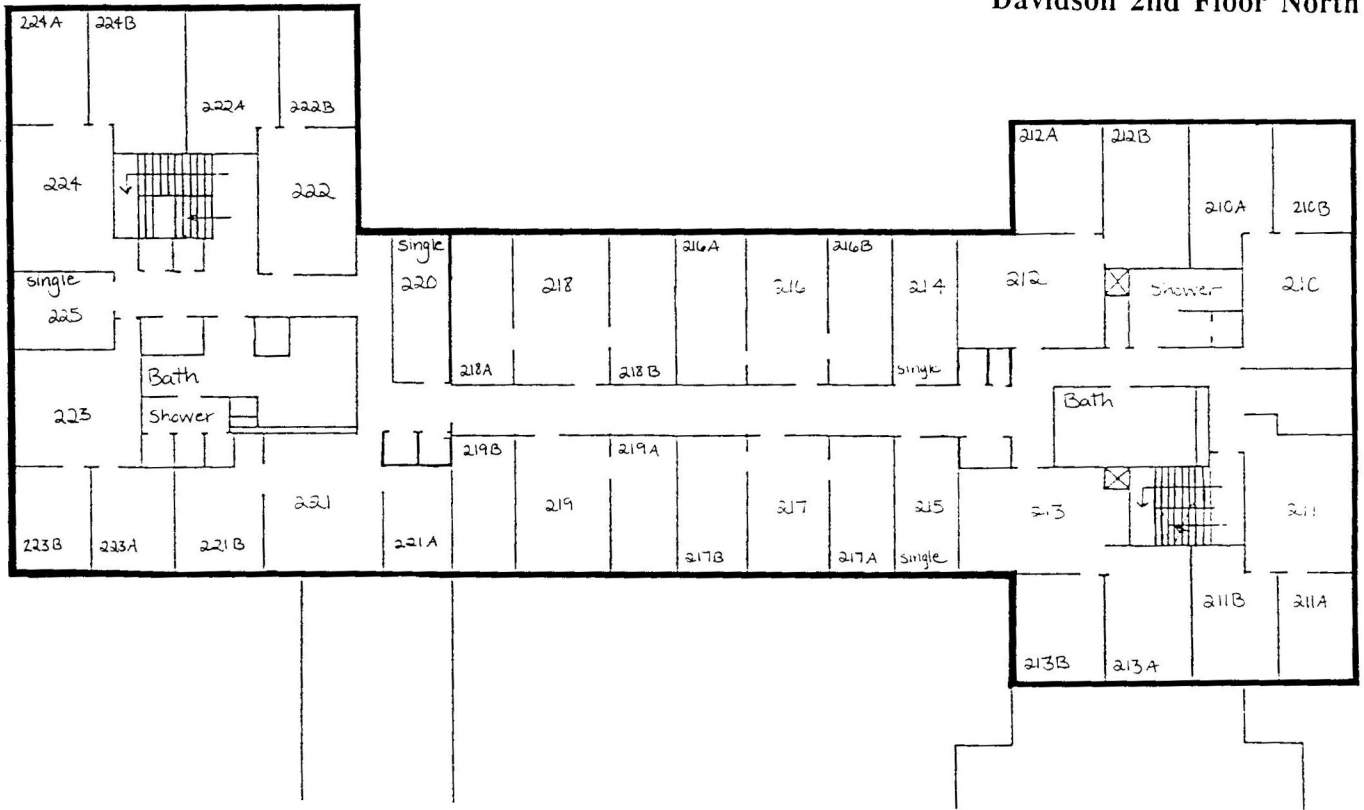 Davidson 2nd Floor North
224A
224B
222A
222B
224
222
212A
212B
210A
210B
single
225
single
220
218
216A
216
216B
214
212
shower
210
218A
218B
single
Bath
Shower
223
Bath
219B
219A
221
219
217
215
213
211
223B
223A
221B
221A
217B
217A
single
211B
211A
213B
213A